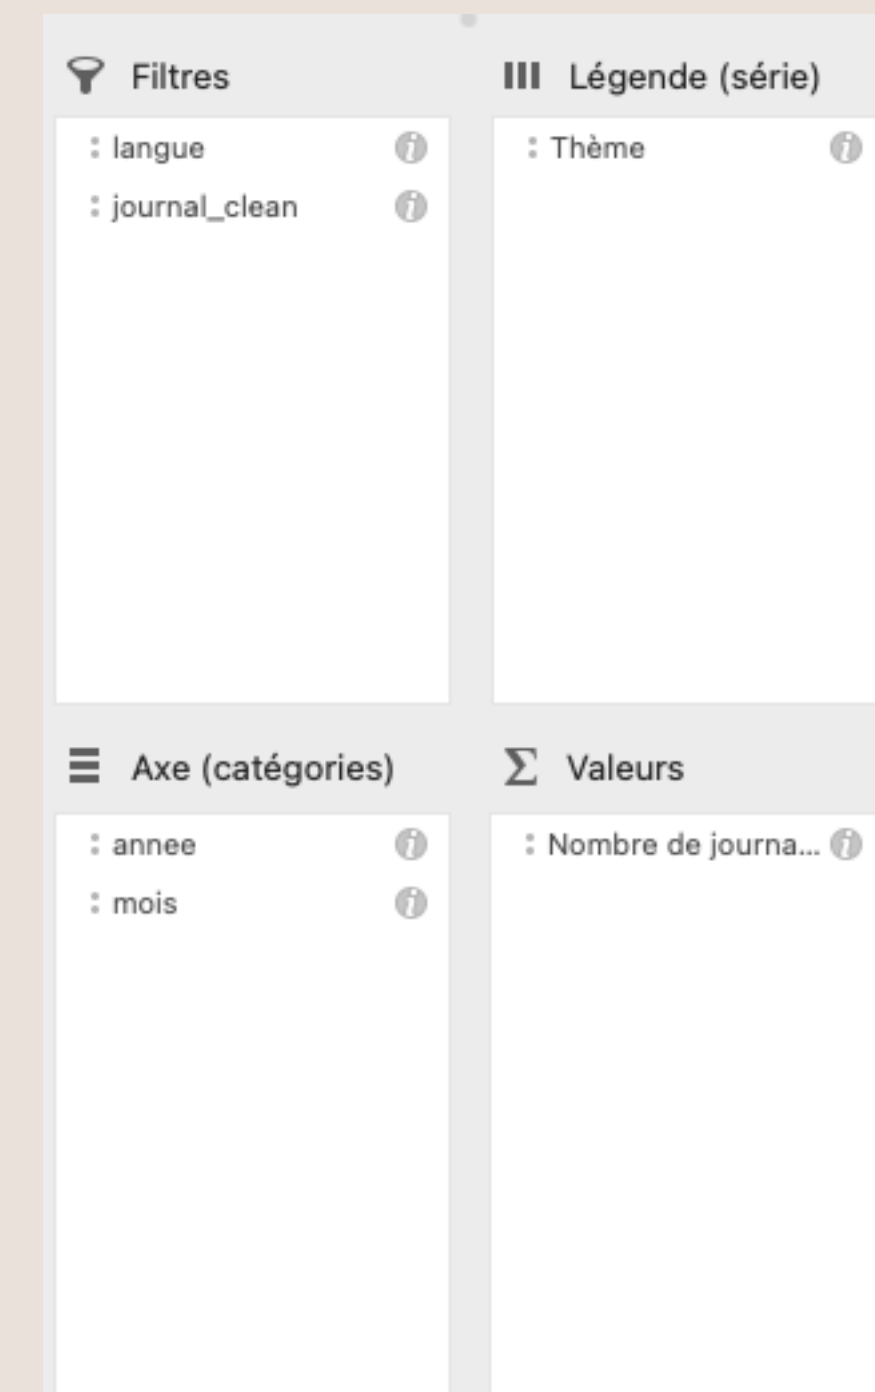 Filtres
langue
journal_clean
Légende (série)
Thème
Axe (catégories)
annee
mois
Valeurs
Nombre de journa...